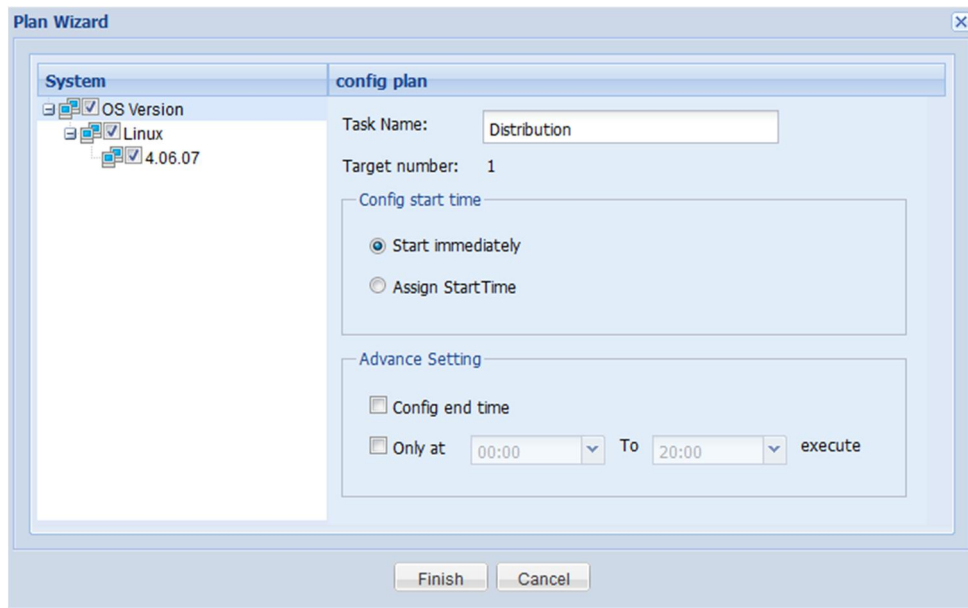 Plan Wizard
System
config plan
OS Version
Linux
4.06.07
Task Name: Distribution
Target number: 1
Config start time
Start immediately
Assign StartTime
Advance Setting
Config end time
Only at 00:00 To 20:00 execute
Finish Cancel